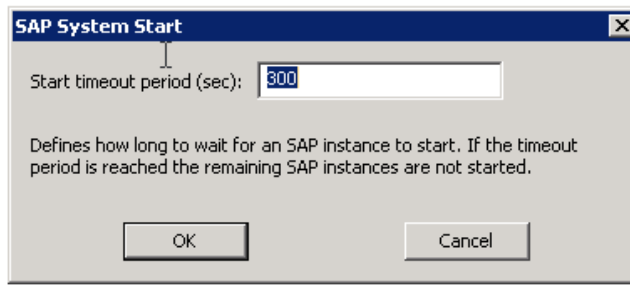 SAP System Start
Start timeout period (sec): 300
Defines how long to wait for an SAP instance to start. If the timeout
period is reached the remaining SAP instances are not started.
OK Cancel